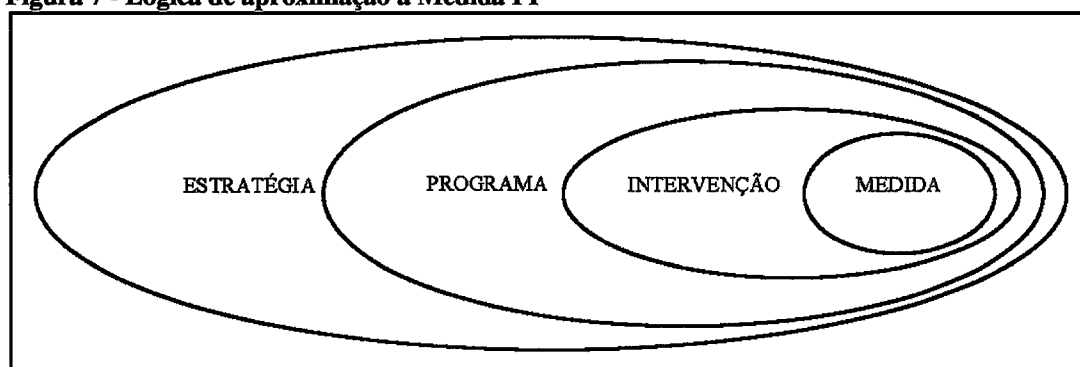 Figura 7 - Lógica de aproximação à Medida
ESTRATÉGIA PROGRAMA INTERVENÇÃO MEDIDA